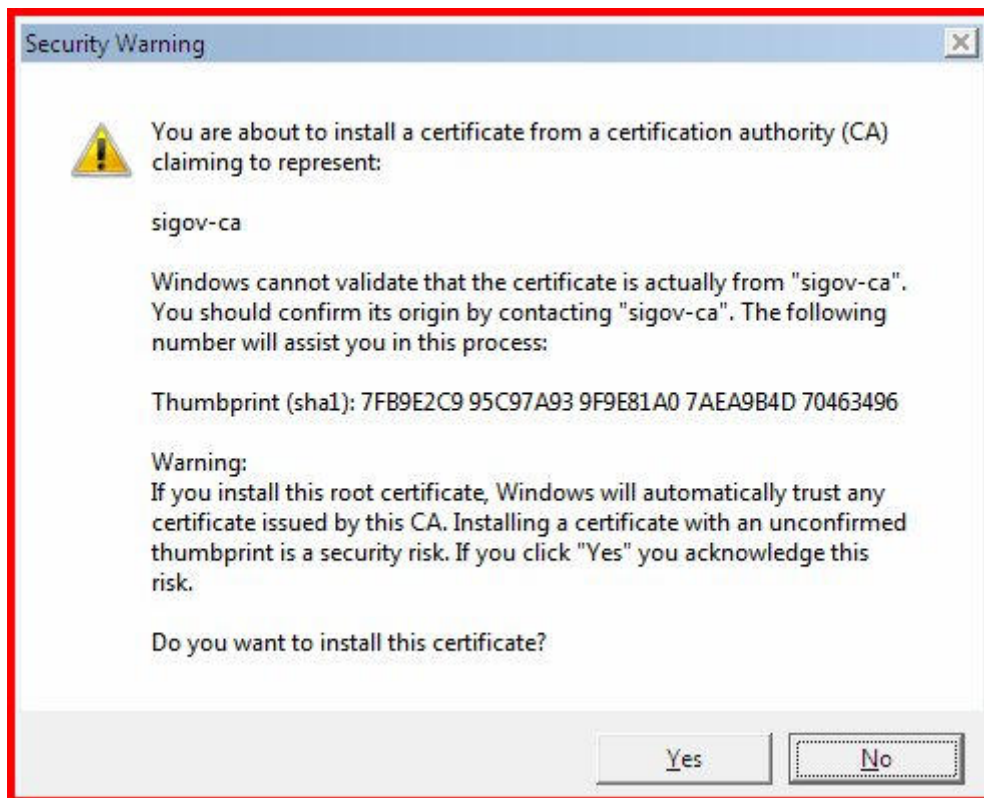 Security Warning
You are about to install a certificate from a certification authority (CA)
claiming to represent:
sigov-ca
Windows cannot validate that the certificate is actually from "sigov-ca".
You should confirm its origin by contacting "sigov-ca". The following
number will assist you in this process:
Thumbprint (sha1): 7FB9E2C9 95C97A93 9F9E81A0 7AEA9B4D 70463496
Warning:
If you install this root certificate, Windows will automatically trust any
certificate issued by this CA. Installing a certificate with an unconfirmed
thumbprint is a security risk. If you click "Yes" you acknowledge this
risk.
Do you want to install this certificate?
Yes
No